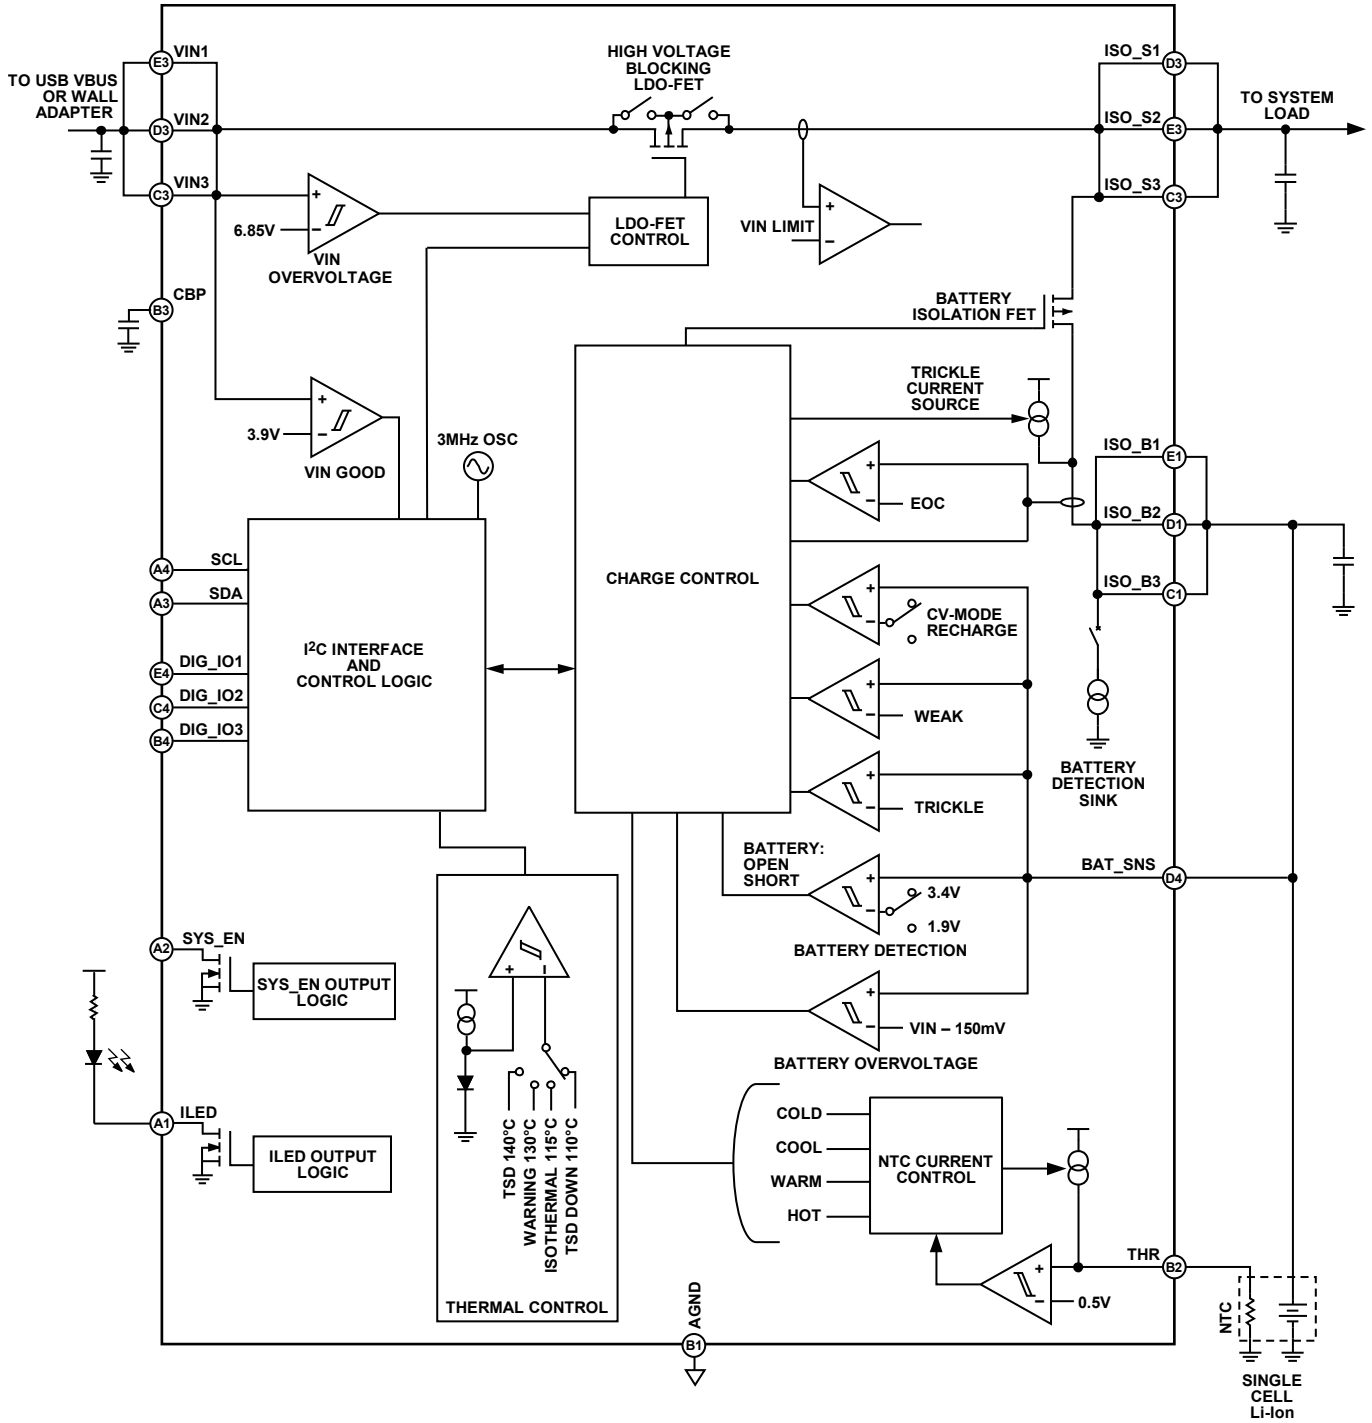 HIGH VOLTAGE
BLOCKING
LDO-FET
TO USB VBUS
OR WALL
ADAPTER
E3
VIN1
D3
VIN2
C3
VIN3
ISO_S1
D3
ISO_S2
E3
ISO_S3
C3
TO SYSTEM
LOAD
+
6.85V
–
VIN
OVERVOLTAGE
LDO-FET
CONTROL
VIN LIMIT
+
–
CBP
B3
BATTERY
ISOLATION FET
TRICKLE
CURRENT
SOURCE
+
3.9V
–
VIN GOOD
3MHz OSC
+
–
EOC
ISO_B1
E1
ISO_B2
D1
ISO_B3
C1
A4
SCL
A3
SDA
E4
DIG_IO1
C4
DIG_IO2
B4
DIG_IO3
I2C INTERFACE
AND
CONTROL LOGIC
CHARGE CONTROL
+
–
CV-MODE
RECHARGE
+
–
WEAK
+
–
TRICKLE
BATTERY
DETECTION
SINK
BATTERY:
OPEN
SHORT
+
–
3.4V
1.9V
BATTERY DETECTION
BAT_SNS
D4
A2
SYS_EN
SYS_EN OUTPUT
LOGIC
+
–
VIN – 150mV
BATTERY OVERVOLTAGE
A1
ILED
ILED OUTPUT
LOGIC
+
–
TSD 140°C
WARNING 130°C
ISOTHERMAL 115°C
TSD DOWN 110°C
THERMAL CONTROL
COLD
COOL
WARM
HOT
NTC CURRENT
CONTROL
+
–
0.5V
THR
B2
AGND
B1
NTC
SINGLE
CELL
Li-Ion